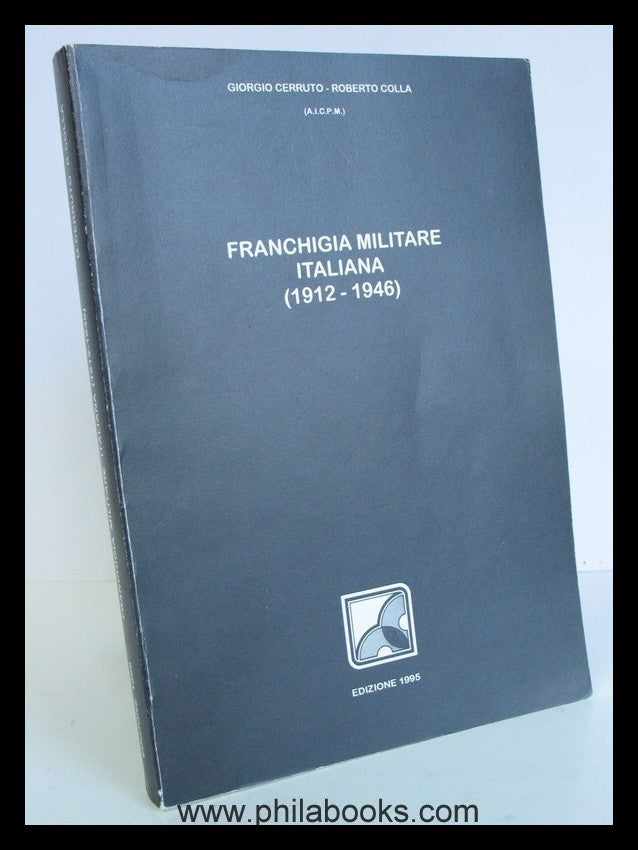 GIORGIO CERRUTO - ROBERTO COLLA
(A.I.C.P.M.)
FRANCHIGIA MILITARE
ITALIANA
(1912 - 1946)
EDIZIONE 1995
www.philabooks.com